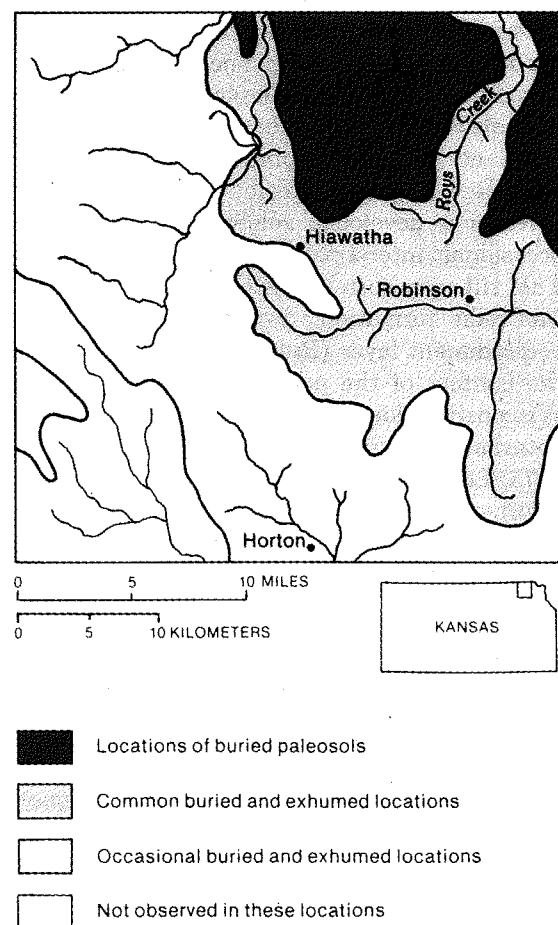 Creek
Roys
Hiawatha
Robinson
Horton
0 5 10 MILES
0 5 10 KILOMETERS
KANSAS
Locations of buried paleosols
Common buried and exhumed locations
Occasional buried and exhumed locations
Not observed in these locations